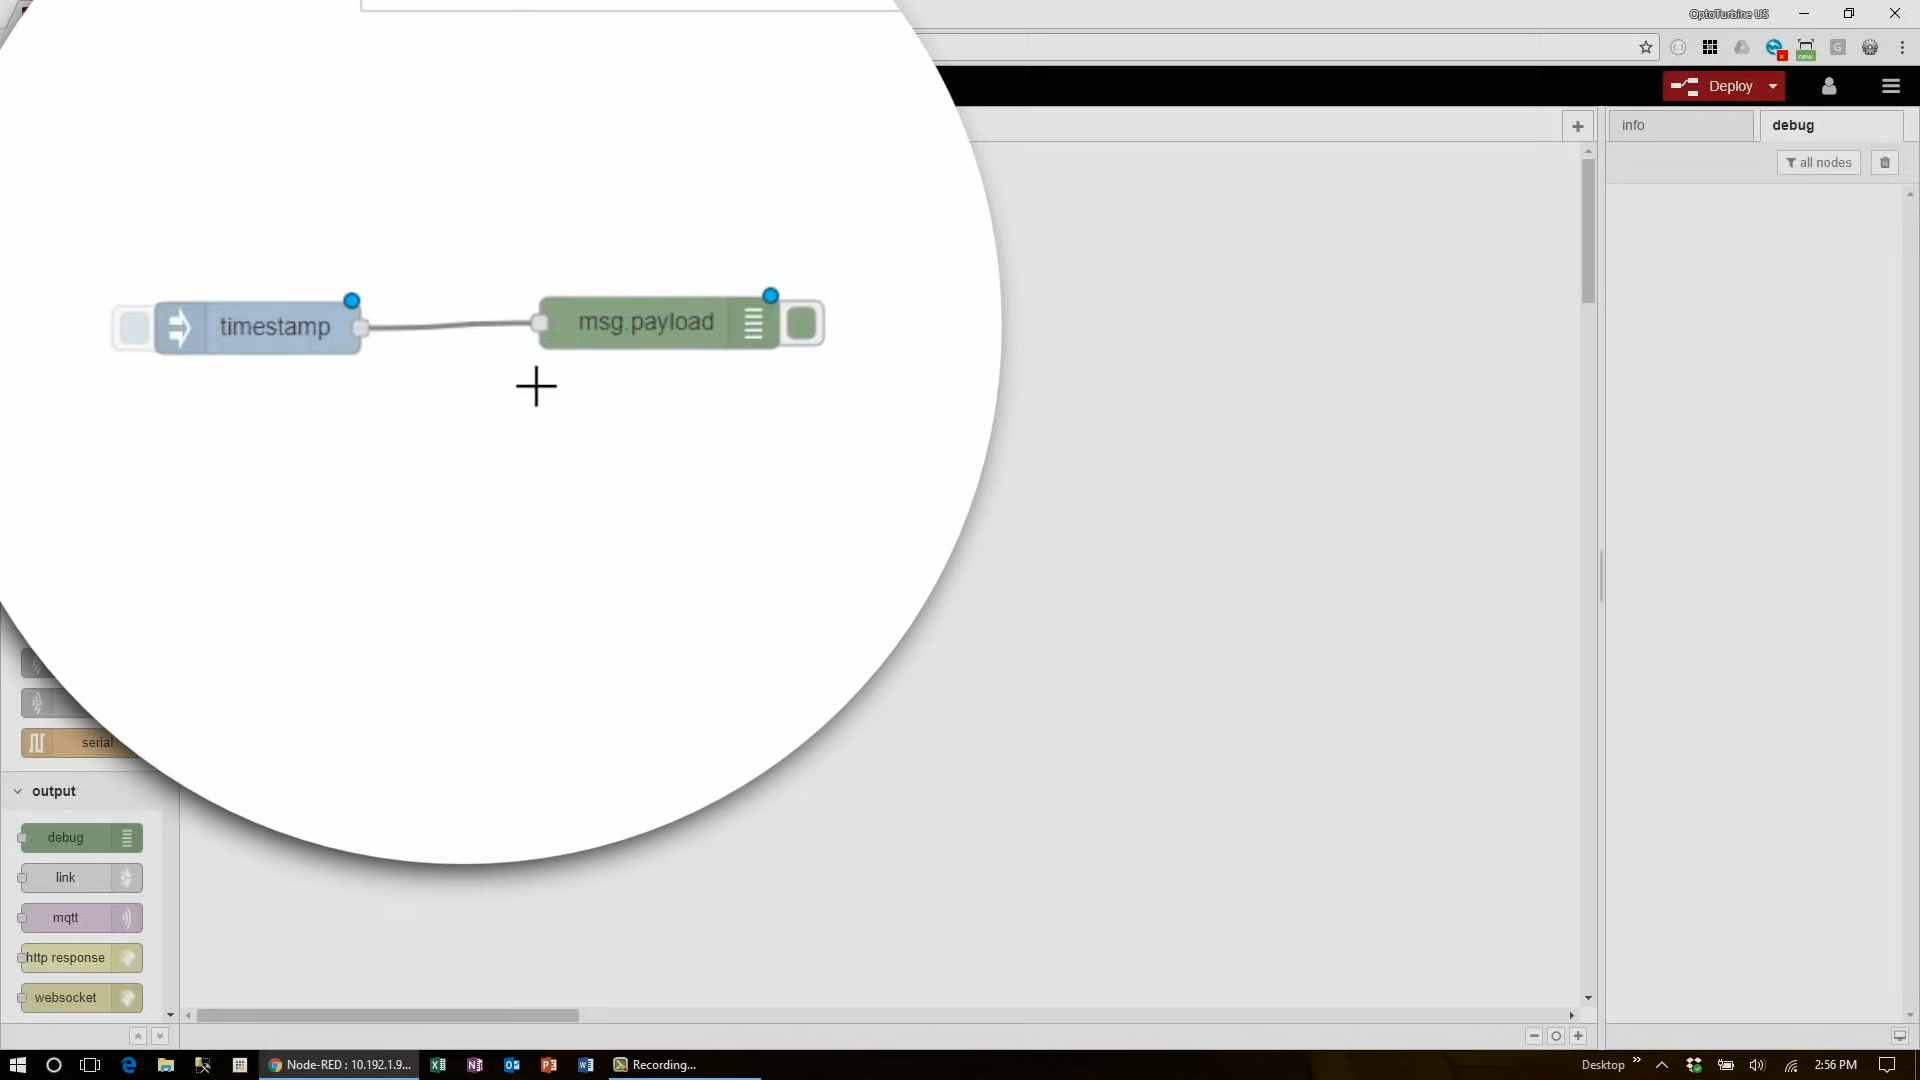 OptoTurbine US
new
G
Deploy
info
debug
all nodes
timestamp
msg.payload
serial
output
debug
link
mqtt
http response
websocket
Node-RED : 10.192.1.9...
Recording...
Desktop
2:56 PM